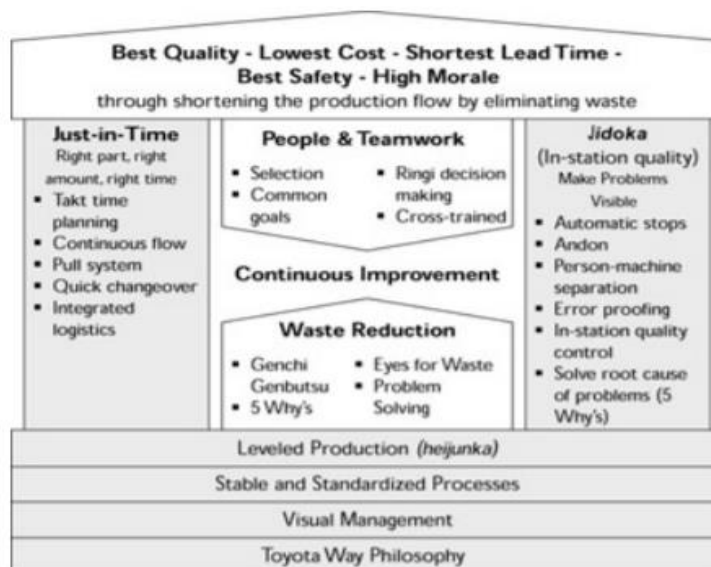 Best Quality - Lowest Cost - Shortest Lead Time -
Best Safety - High Morale
through shortening the production flow by eliminating waste
Just-in-Time
Right part, right
amount, right time
▪ Takt time
planning
▪ Continuous flow
▪ Pull system
▪ Quick changeover
▪ Integrated
logistics
People & Teamwork
▪ Selection
▪ Common
goals
▪ Ringi decision
making
▪ Cross-trained
Continuous Improvement
Waste Reduction
▪ Genchi
Genbutsu
▪ 5 Why's
▪ Eyes for Waste
▪ Problem
Solving
Jidoka
(In-station quality)
Make Problems
Visible
▪ Automatic stops
▪ Andon
▪ Person-machine
separation
▪ Error proofing
▪ In-station quality
control
▪ Solve root cause
of problems (5
Why's)
Leveled Production (heijunka)
Stable and Standardized Processes
Visual Management
Toyota Way Philosophy